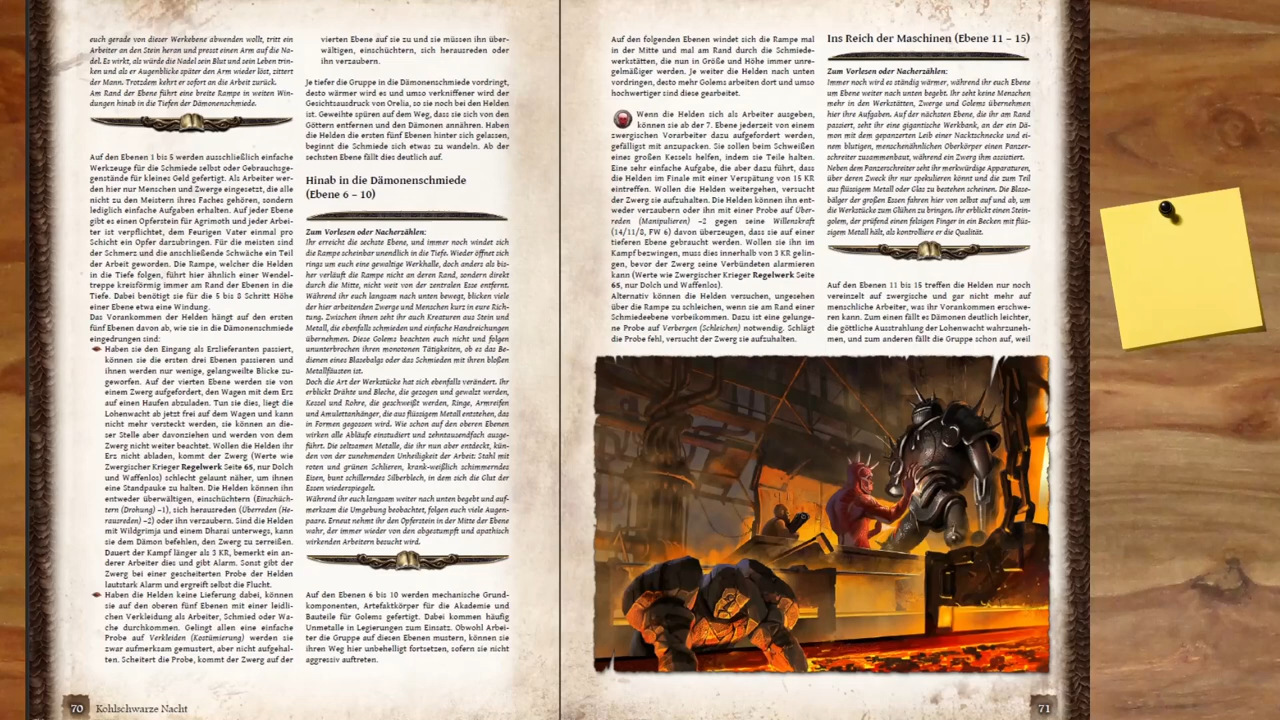 euch gerade von dieser Werkebene abwenden wollt, tritt ein
Arbeiter an den Stein heran und presst einen Arm auf die Na-
del. Es wirkt, als würde die Nadel sein Blut und sein Leben trin-
ken und als er Augenblicke später den Arm wieder löst, zittert
der Mann. Trotzdem kehrt er sofort an die Arbeit zurück.
Am Rand der Ebene führt eine breite Rampe in weiten Win-
dungen hinab in die Tiefen der Dämonenschmiede.
Auf den Ebenen 1 bis 5 werden ausschließlich einfache
Werkzeuge für die Schmiede selbst oder Gebrauchsge-
genstände für kleines Geld gefertigt. Als Arbeiter wer-
den hier nur Menschen und Zwerge eingesetzt, die alle
nicht zu den Meistern ihres Faches gehören, sondern
lediglich einfache Aufgaben erhalten. Auf jeder Ebene
gibt es einen Opferstein für Agrimoth und jeder Arbei-
ter ist verpflichtet, dem Feurigen Vater einmal pro
Schicht ein Opfer darzubringen. Für die meisten sind
der Schmerz und die anschließende Schwäche ein Teil
der Arbeit geworden. Die Rampe, welcher die Helden
in die Tiefe folgen, führt hier ähnlich einer Wendel-
treppe kreisförmig immer am Rand der Ebenen in die
Tiefe. Dabei benötigt sie für die 5 bis 8 Schritt Höhe
einer Ebene etwa eine Windung.
Das Vorankommen der Helden hängt auf den ersten
fünf Ebenen davon ab, wie sie in die Dämonenschmiede
eingedrungen sind:
Haben sie den Eingang als Erzlieferanten passiert,
können sie die ersten drei Ebenen passieren und
ihnen werden nur wenige, gelangweilte Blicke zu-
geworfen. Auf der vierten Ebene werden sie von
einem Zwerg aufgefordert, den Wagen mit dem Erz
auf einen Haufen abzuladen. Tun sie dies, liegt die
Lohenwacht ab jetzt frei auf dem Wagen und kann
nicht mehr versteckt werden, sie können an die-
ser Stelle aber davonziehen und werden von dem
Zwerg nicht weiter beachtet. Wollen die Helden ihr
Erz nicht abladen, kommt der Zwerg (Werte wie
Zwergischer Krieger Regelwerk Seite 65, nur Dolch
und Waffenlos) schlecht gelaunt näher, um ihnen
eine Standpauke zu halten. Die Helden können ihn
entweder überwältigen, einschüchtern (Einschüch-
tern (Drohung) –1), sich herausreden (Überreden (He-
rausreden) –2) oder ihn verzaubern. Sind die Helden
mit Wildgrimja und einem Dharai unterwegs, kann
sie dem Dämon befehlen, den Zwerg zu zerreißen.
Dauert der Kampf länger als 3 KR, bemerkt ein an-
derer Arbeiter dies und gibt Alarm. Sonst gibt der
Zwerg bei einer gescheiterten Probe der Helden
lautstark Alarm und ergreift selbst die Flucht.
Haben die Helden keine Lieferung dabei, können
sie auf den oberen fünf Ebenen mit einer leidli-
chen Verkleidung als Arbeiter, Schmied oder Wa-
che durchkommen. Gelingt allen eine einfache
Probe auf Verkleiden (Kostümierung) werden sie
zwar aufmerksam gemustert, aber nicht aufgehal-
ten. Scheitert die Probe, kommt der Zwerg auf der
vierten Ebene auf sie zu und sie müssen ihn über-
wältigen, einschüchtern, sich herausreden oder
ihn verzaubern.
Je tiefer die Gruppe in die Dämonenschmiede vordringt,
desto wärmer wird es und umso verkniffener wird der
Gesichtsausdruck von Orelia, so sie noch bei den Helden
ist. Geweihte spüren auf dem Weg, dass sie sich von den
Göttern entfernen und den Dämonen annähren. Haben
die Helden die ersten fünf Ebenen hinter sich gelassen,
beginnt die Schmiede sich etwas zu wandeln. Ab der
sechsten Ebene fällt dies deutlich auf.
Hinab in die Dämonenschmiede
(Ebene 6 – 10)
Zum Vorlesen oder Nacherzählen:
Ihr erreicht die sechste Ebene, und immer noch windet sich
die Rampe scheinbar unendlich in die Tiefe. Wieder öffnet sich
rings um euch eine gewaltige Werkhalle, doch anders als bis-
her verläuft die Rampe nicht an deren Rand, sondern direkt
durch die Mitte, nicht weit von der zentralen Esse entfernt.
Während ihr euch langsam nach unten bewegt, blicken viele
der hier arbeitenden Zwerge und Menschen kurz in eure Rich-
tung. Zwischen ihnen seht ihr auch Kreaturen aus Stein und
Metall, die ebenfalls schmieden und einfache Handreichungen
übernehmen. Diese Golems beachten euch nicht und folgen
ununterbrochen ihren monotonen Tätigkeiten, ob es das Be-
dienen eines Blasebalgs oder das Schmieden mit ihren bloßen
Metallfäusten ist.
Doch die Art der Werkstücke hat sich ebenfalls verändert. Ihr
erblickt Drähte und Bleche, die gezogen und gewalzt werden,
Kessel und Rohre, die geschweißt werden, Ringe, Armreifen
und Amulettanhänger, die aus flüssigem Metall entstehen, das
in Formen gegossen wird. Wie schon auf den oberen Ebenen
wirken alle Abläufe einstudiert und zehntausendfach ausge-
führt. Die seltsamen Metalle, die ihr nun aber entdeckt, kün-
den von der zunehmenden Unheiligkeit der Arbeit: Stahl mit
roten und grünen Schlieren, krank-weißlich schimmerndes
Eisen, bunt schillerndes Silberblech, in dem sich die Glut der
Essen wiederspiegelt.
Während ihr euch langsam weiter nach unten begebt und auf-
merksam die Umgebung beobachtet, folgen euch viele Augen-
paare. Erneut nehmt ihr den Opferstein in der Mitte der Ebene
wahr, der immer wieder von den abgestumpft und apathisch
wirkenden Arbeitern besucht wird.
Auf den Ebenen 6 bis 10 werden mechanische Grund-
komponenten, Artefaktkörper für die Akademie und
Bauteile für Golems gefertigt. Dabei kommen häufig
Unmetalle in Legierungen zum Einsatz. Obwohl Arbei-
ter die Gruppe auf diesen Ebenen mustern, können sie
ihren Weg hier unbehelligt fortsetzen, sofern sie nicht
aggressiv auftreten.
70 Kohlschwarze Nacht
Auf den folgenden Ebenen windet sich die Rampe mal
in der Mitte und mal am Rand durch die Schmiede-
werkstätten, die nun in Größe und Höhe immer unre-
gelmäßiger werden. Je weiter die Helden nach unten
vordringen, desto mehr Golems arbeiten dort und umso
hochwertiger sind diese gearbeitet.
Wenn die Helden sich als Arbeiter ausgeben,
können sie ab der 7. Ebene jederzeit von einem
zwergischen Vorarbeiter dazu aufgefordert werden,
gefälligst mit anzupacken. Sie sollen beim Schweißen
eines großen Kessels helfen, indem sie Teile halten.
Eine sehr einfache Aufgabe, die aber dazu führt, dass
die Helden im Finale mit einer Verspätung von 15 KR
eintreffen. Wollen die Helden weitergehen, versucht
der Zwerg sie aufzuhalten. Die Helden können ihn ent-
weder verzaubern oder ihn mit einer Probe auf Über-
reden (Manipulieren) –2 gegen seine Willenskraft
(14/11/8, FW 6) davon überzeugen, dass sie auf einer
tieferen Ebene gebraucht werden. Wollen sie ihn im
Kampf bezwingen, muss dies innerhalb von 3 KR gelin-
gen, bevor der Zwerg seine Verbündeten alarmieren
kann (Werte wie Zwergischer Krieger Regelwerk Seite
65, nur Dolch und Waffenlos).
Alternativ können die Helden versuchen, ungesehen
über die Rampe zu schleichen, wenn sie am Rand einer
Schmiedeebene vorbeikommen. Dazu ist eine gelunge-
ne Probe auf Verbergen (Schleichen) notwendig. Schlägt
die Probe fehl, versucht der Zwerg sie aufzuhalten.
Ins Reich der Maschinen (Ebene 11 – 15)
Zum Vorlesen oder Nacherzählen:
Immer noch wird es ständig wärmer, während ihr euch Ebene
um Ebene weiter nach unten begebt. Ihr seht keine Menschen
mehr in den Werkstätten, Zwerge und Golems übernehmen
hier ihre Aufgaben. Auf der nächsten Ebene, die ihr am Rand
passiert, seht ihr eine gigantische Werkbank, an der ein Dä-
mon mit dem gepanzerten Leib einer Nacktschnecke und ei-
nem blutigen, menschenähnlichen Oberkörper einen Panzer-
schreiter zusammenbaut, während ein Zwerg ihm assistiert.
Neben dem Panzerschreiter seht ihr merkwürdige Apparaturen,
über deren Zweck ihr nur spekulieren könnt und die zum Teil
aus flüssigem Metall oder Glas zu bestehen scheinen. Die Blase-
bälger der großen Essen fahren hier von selbst auf und ab, um
die Werkstücke zum Glühen zu bringen. Ihr erblickt einen Stein-
golem, der prüfend einen felsigen Finger in ein Becken mit flüs-
sigem Metall hält, als kontrolliere er die Qualität.
Auf den Ebenen 11 bis 15 treffen die Helden nur noch
vereinzelt auf zwergische und gar nicht mehr auf
menschliche Arbeiter, was ihr Vorankommen erschwe-
ren kann. Zum einen fällt es Dämonen deutlich leichter,
die göttliche Ausstrahlung der Lohenwacht wahrzuneh-
men, und zum anderen fällt die Gruppe schon auf, weil
71